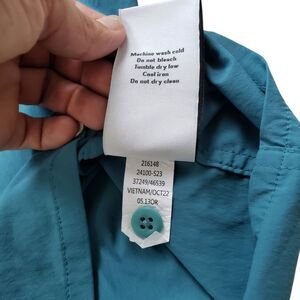 Machine wash cold
Do not bleach
Tumble dry low
Cool iron
Do not dry clean
216148
24100-S23
37249/46539
VIETNAM/OCT22
05.13OR